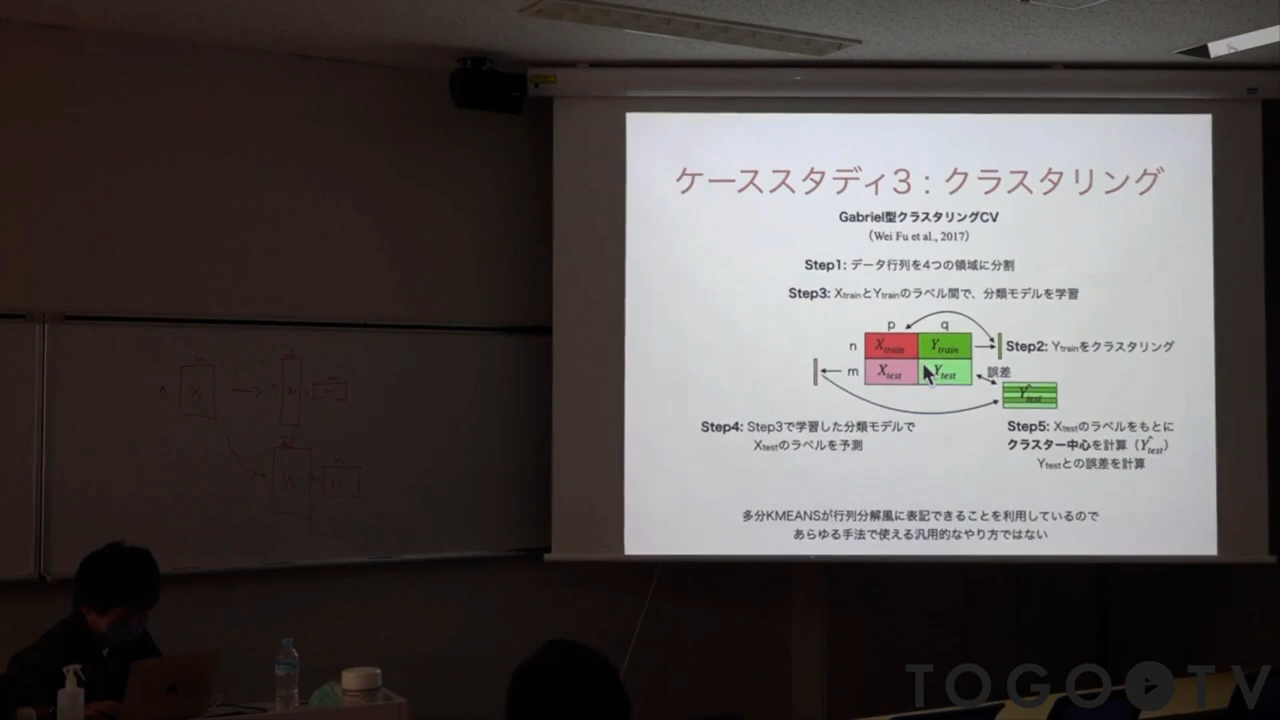 ケーススタディ3：クラスタリング
Gabriel型クラスタリングCV
（Wei Fu et al., 2017）
Step1: データ行列を4つの領域に分割
Step3: XtrainとYtrainのラベル間で、分類モデルを学習
p q
n Xtrain Ytrain
Step2: Ytrainをクラスタリング
m Xtest Ytest
誤差
Ŷtest
Step4: Step3で学習した分類モデルで
Xtestのラベルを予測
Step5: Xtestのラベルをもとに
クラスター中心を計算（Ŷtest）
Ytestとの誤差を計算
多分KMEANSが行列分解風に表記できることを利用しているので
あらゆる手法で使える汎用的なやり方ではない
X
W
TOGO TV